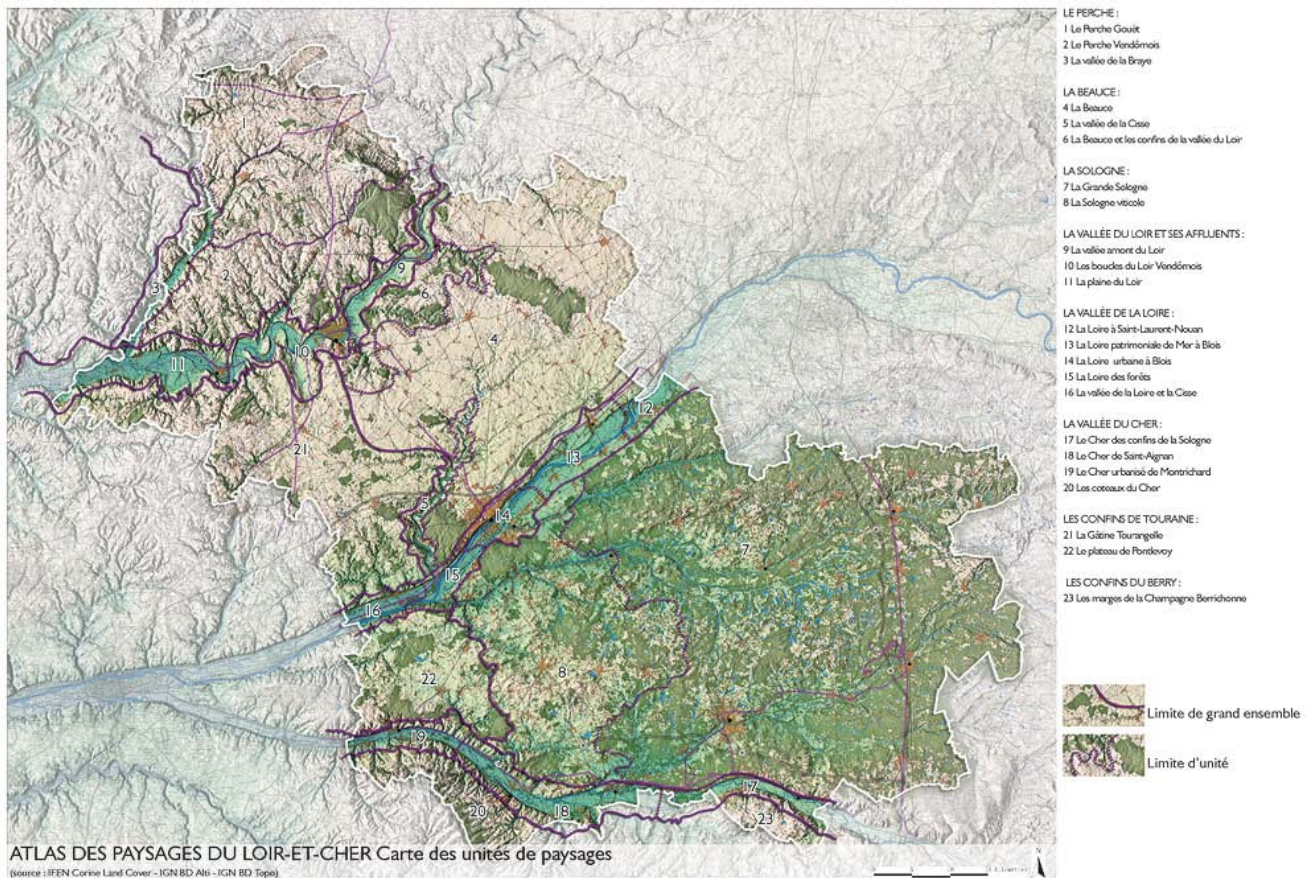 LE PERCHE :
1 Le Perche Gouët
2 Le Perche Vendômois
3 La vallée de la Braye
LA BEAUCE :
4 La Beauce
5 La vallée de la Cisse
6 La Beauce et les confins de la vallée du Loir
LA SOLOGNE :
7 La Grande Sologne
8 La Sologne viticole
LA VALLÉE DU LOIR ET SES AFFLUENTS :
9 La vallée amont du Loir
10 Les boucles du Loir Vendômois
11 La plaine du Loir
LA VALLÉE DE LA LOIRE :
12 La Loire à Saint-Laurent-Nouan
13 La Loire patrimoniale de Mer à Blois
14 La Loire urbaine à Blois
15 La Loire des forêts
16 La vallée de la Loire et la Cisse
LA VALLÉE DU CHER :
17 Le Cher des confins de la Sologne
18 Le Cher de Saint-Aignan
19 Le Cher urbanisé de Montrichard
20 Les coteaux du Cher
LES CONFINS DE TOURAINE :
21 La Gâtine Tourangelle
22 Le plateau de Pontlevoy
LES CONFINS DU BERRY :
23 Les marges de la Champagne Berrichonne
Limite de grand ensemble
Limite d'unité
1
2
3
9
6
4
10
11
21
12
13
5
14
7
15
16
8
22
19
17
18
20
23
ATLAS DES PAYSAGES DU LOIR-ET-CHER Carte des unités de paysages
(source : IFEN Corine Land Cover - IGN BD Alti - IGN BD Topo)
N